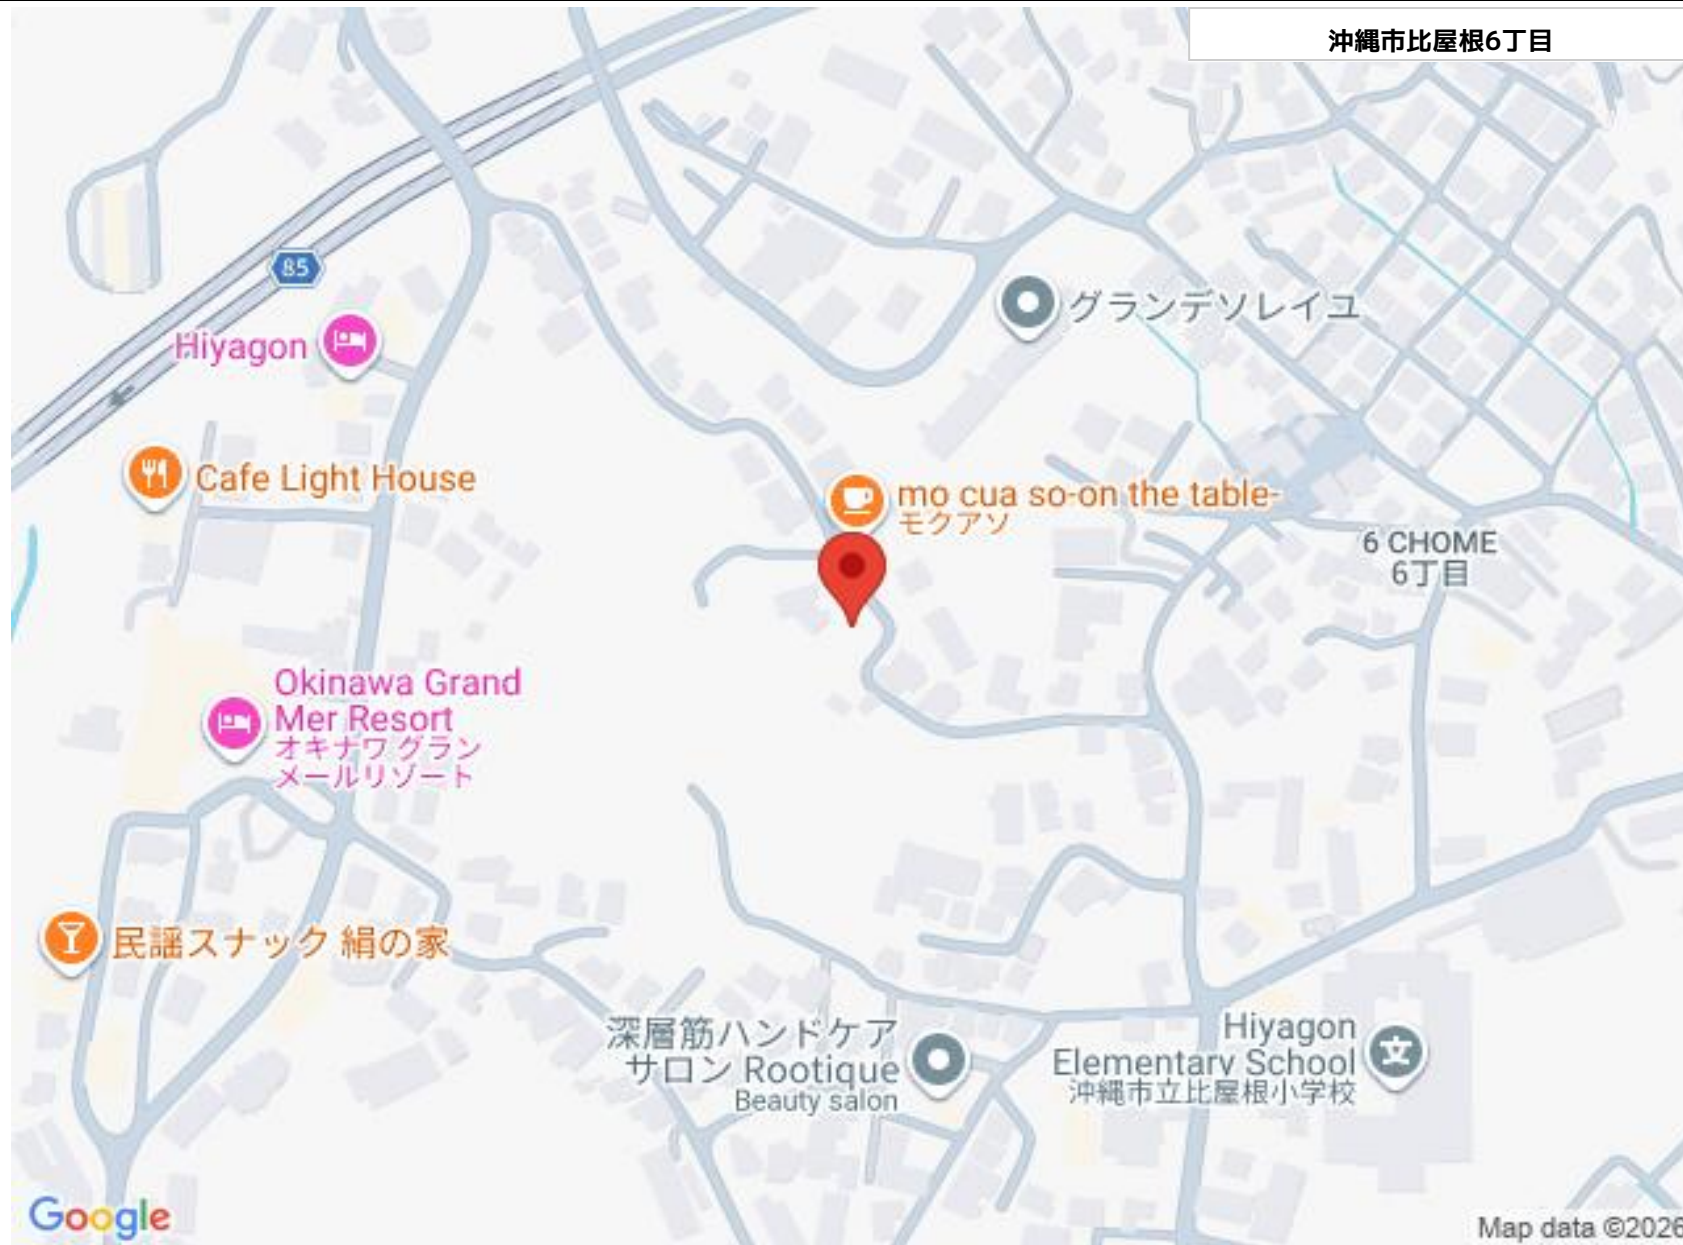 沖縄市比屋根6丁目
85
グランデソレイユ
Hiyagon
Cafe Light House
mo cua so-on the table-
モクアソ
6 CHOME
6丁目
Okinawa Grand
Mer Resort
オキナワ グラン
メールリゾート
民謡スナック 絹の家
深層筋ハンドケア
サロン Rootique
Beauty salon
Hiyagon
Elementary School
沖縄市立比屋根小学校
文
Google
Map data ©2026